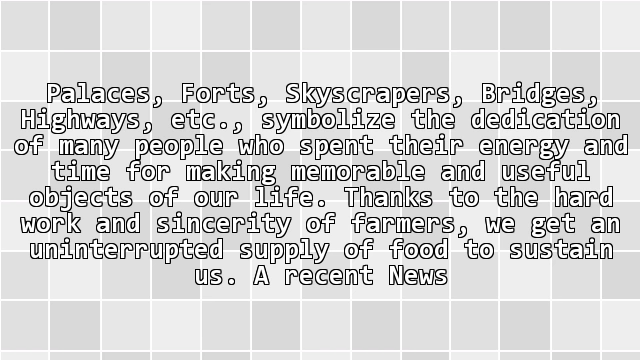 Palaces, Forts, Skyscrapers, Bridges,
Highways, etc., symbolize the dedication
of many people who spent their energy and
time for making memorable and useful
objects of our life. Thanks to the hard
work and sincerity of farmers, we get an
uninterrupted supply of food to sustain
us. A recent News